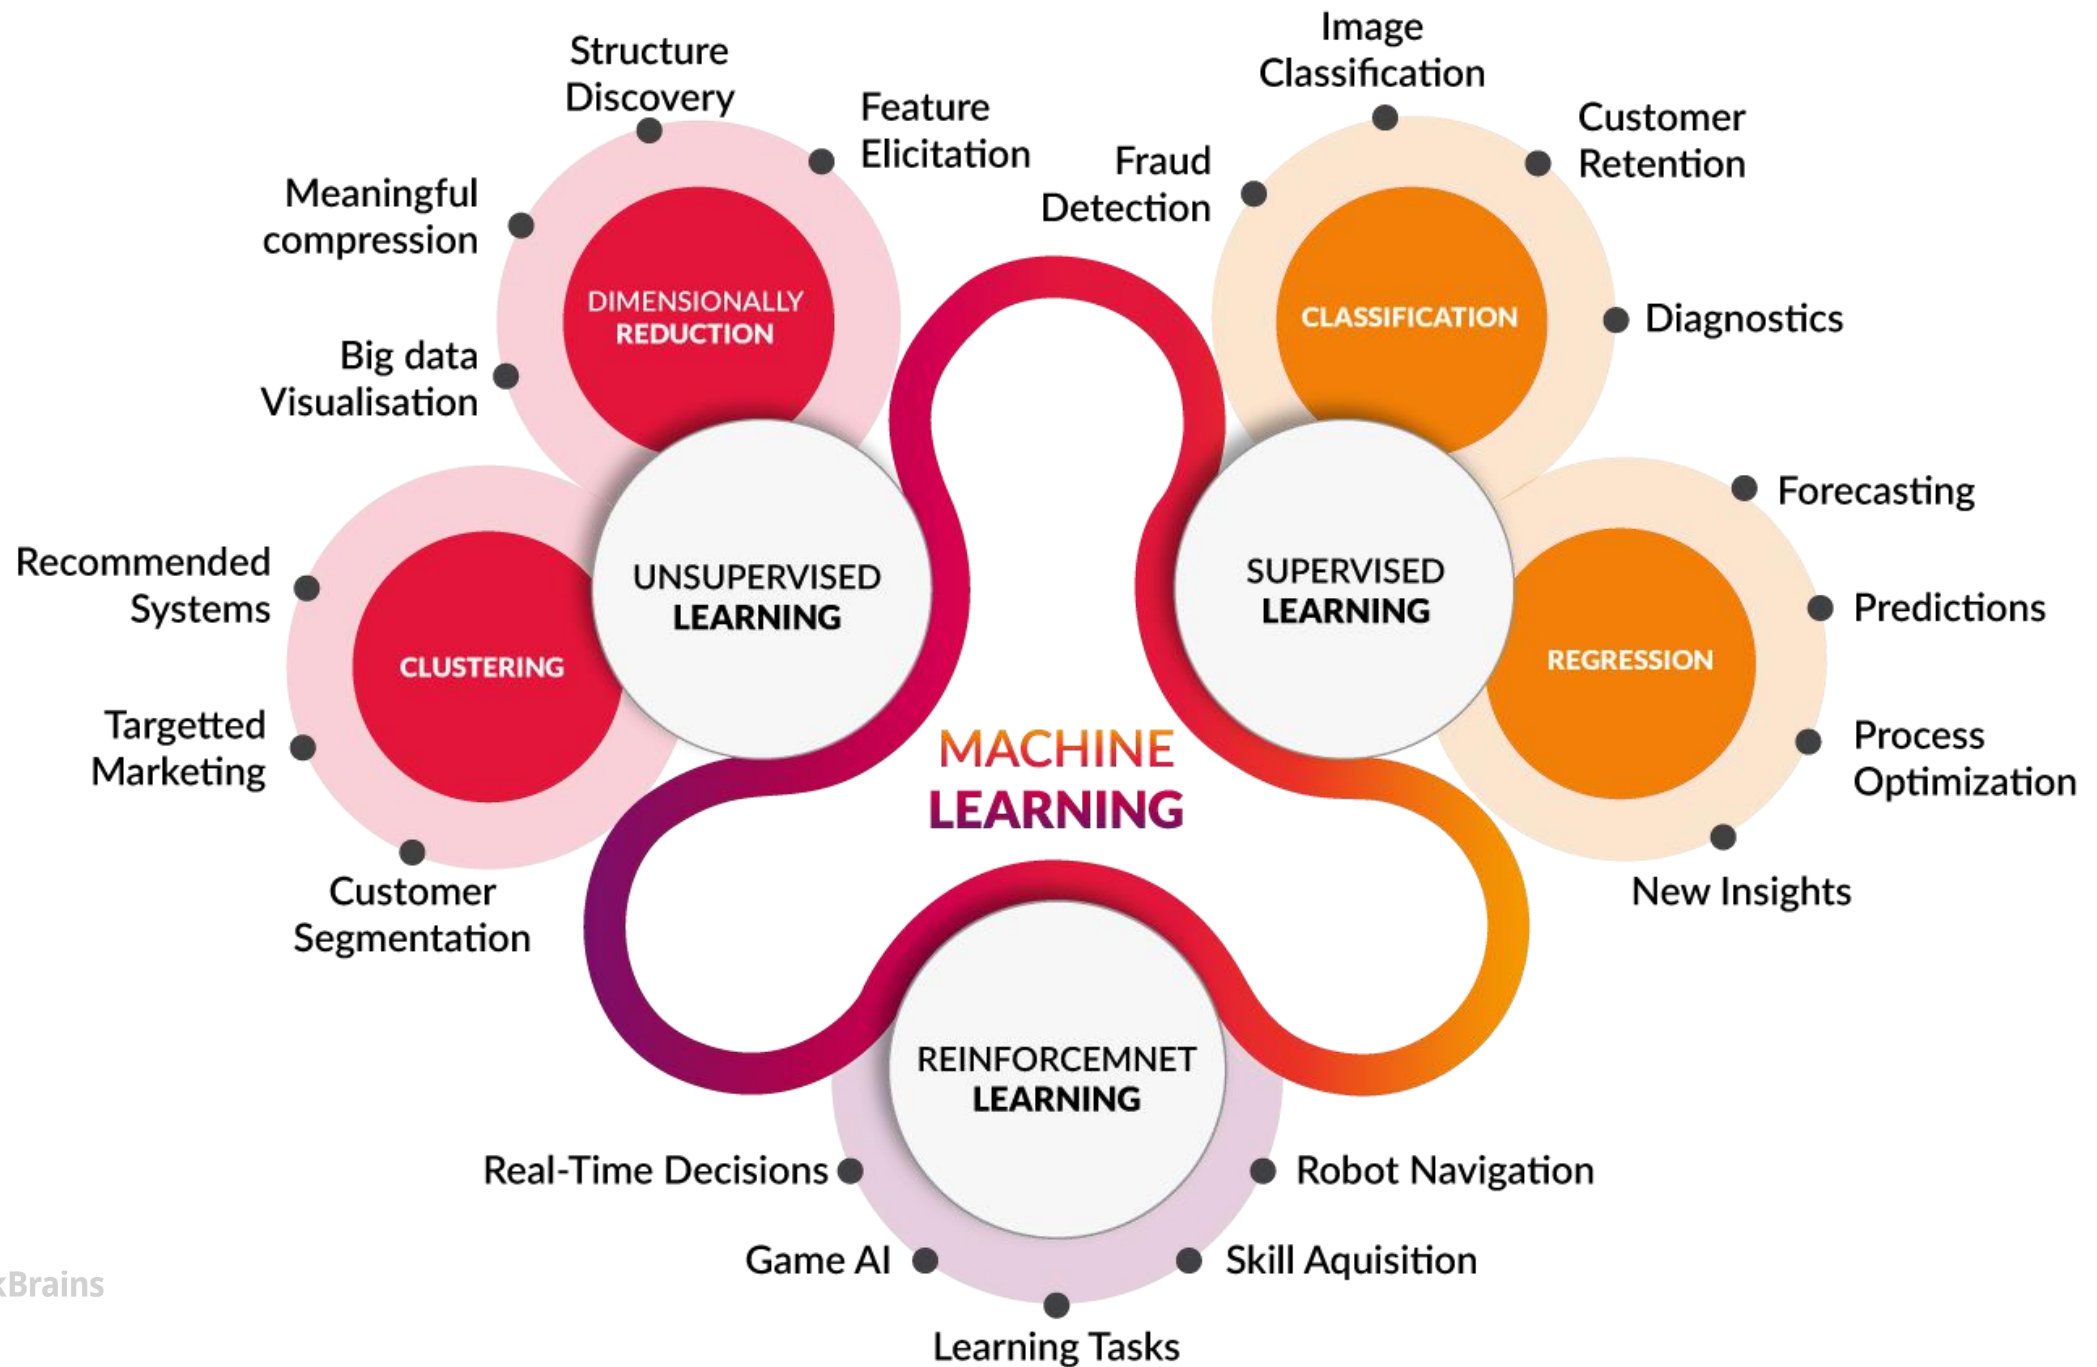 Structure
Discovery
Feature
Elicitation
Meaningful
compression
Big data
Visualisation
DIMENSIONALLY
REDUCTION
Image
Classification
Customer
Retention
Fraud
Detection
Diagnostics
CLASSIFICATION
Recommended
Systems
Targetted
Marketing
Customer
Segmentation
CLUSTERING
UNSUPERVISED
LEARNING
SUPERVISED
LEARNING
REGRESSION
Forecasting
Predictions
Process
Optimization
New Insights
MACHINE
LEARNING
REINFORCEMNET
LEARNING
Real-Time Decisions
Game AI
Learning Tasks
Skill Aquisition
Robot Navigation
kBrains